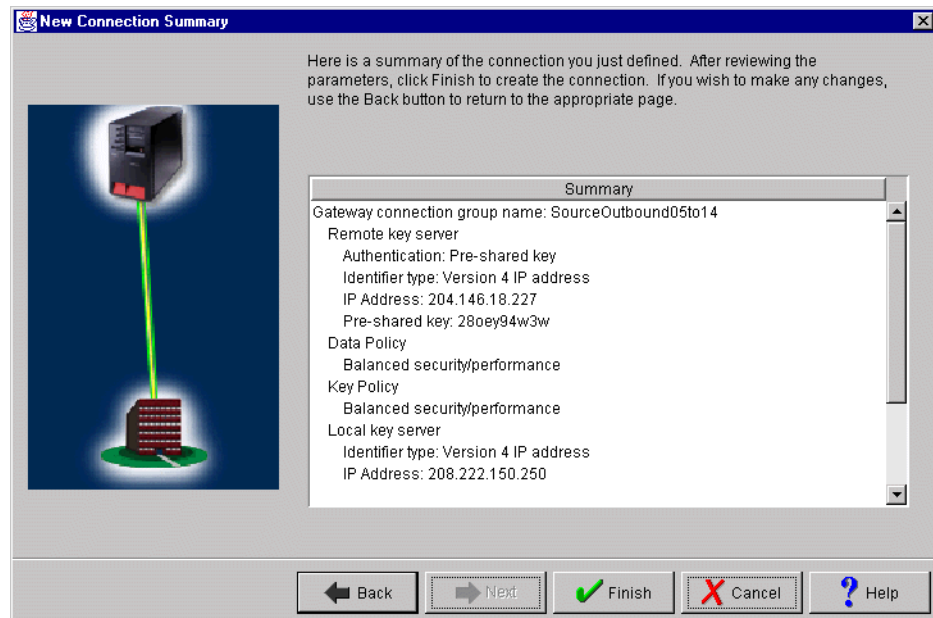 New Connection Summary
Here is a summary of the connection you just defined. After reviewing the
parameters, click Finish to create the connection. If you wish to make any changes,
use the Back button to return to the appropriate page.
Summary
Gateway connection group name: SourceOutbound05to14
Remote key server
Authentication: Pre-shared key
Identifier type: Version 4 IP address
IP Address: 204.146.18.227
Pre-shared key: 28oey94w3w
Data Policy
Balanced security/performance
Key Policy
Balanced security/performance
Local key server
Identifier type: Version 4 IP address
IP Address: 208.222.150.250
Back
Next
Finish
Cancel
Help